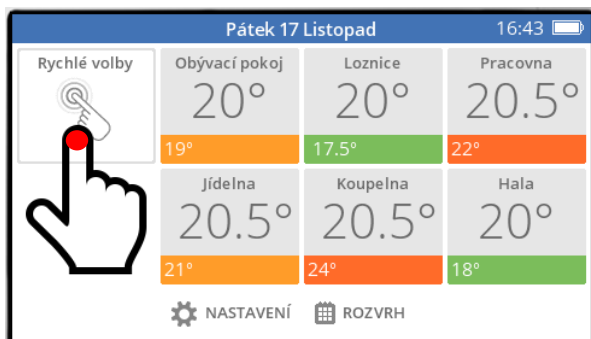 Pátek 17 Listopad 16:43
Rychlé volby
Obývací pokoj Loznice Pracovna
20° 20° 20.5°
19° 17.5° 22°
Jídelna Koupelna Hala
20.5° 20.5° 20°
21° 24° 18°
NASTAVENÍ ROZVRH